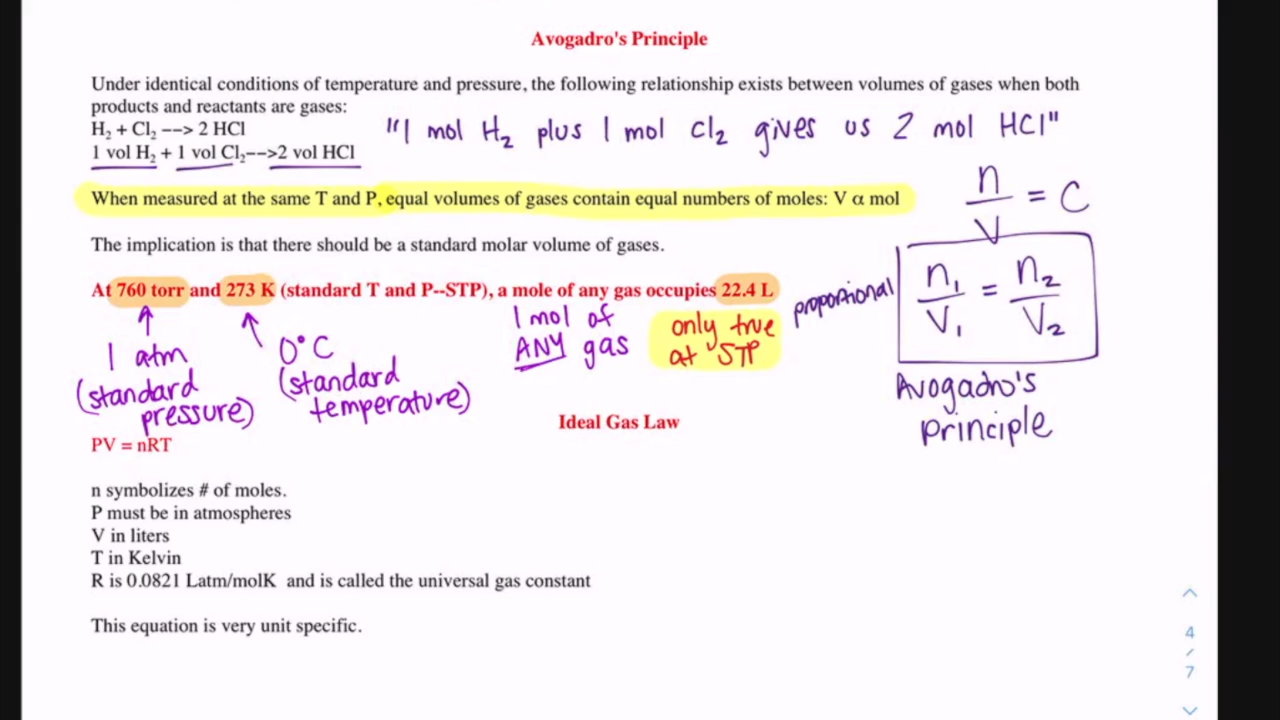 Avogadro's Principle
Under identical conditions of temperature and pressure, the following relationship exists between volumes of gases when both
products and reactants are gases:
H₂ + Cl₂ --> 2 HCl
"1 mol H₂ plus 1 mol Cl₂ gives us 2 mol HCl"
1 vol H₂ + 1 vol Cl₂-->2 vol HCl
When measured at the same T and P, equal volumes of gases contain equal numbers of moles: V α mol
n/V = C
The implication is that there should be a standard molar volume of gases.
At 760 torr and 273 K (standard T and P--STP), a mole of any gas occupies 22.4 L
proportional
n₁/V₁ = n₂/V₂
Avogadro's
principle
1 atm
(standard
pressure)
0°C
(standard
temperature)
1 mol of
ANY gas
only true
at STP
Ideal Gas Law
PV = nRT
n symbolizes # of moles.
P must be in atmospheres
V in liters
T in Kelvin
R is 0.0821 Latm/molK and is called the universal gas constant
This equation is very unit specific.
4
/
7